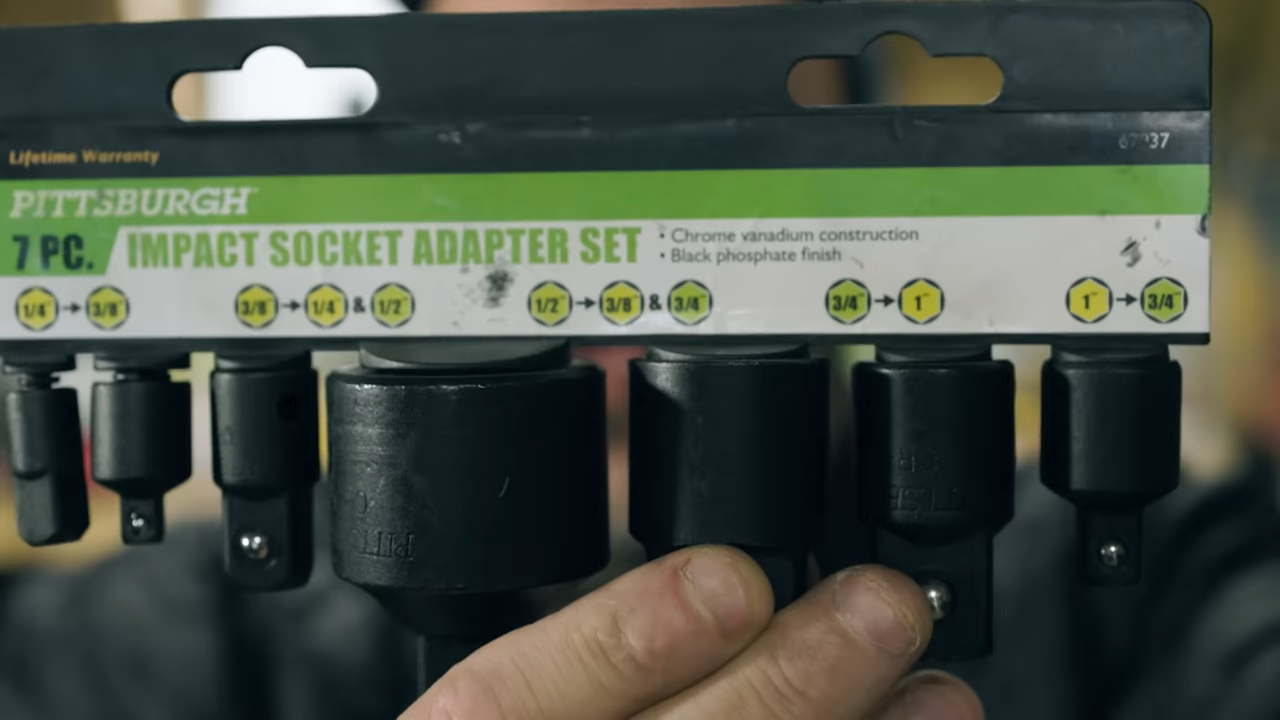 Lifetime Warranty
PITTSBURGH
7 PC. IMPACT SOCKET ADAPTER SET
• Chrome vanadium construction
• Black phosphate finish
1/4" → 3/8" 3/8" → 1/4" & 1/2" 1/2" → 3/8" & 3/4" 3/4" → 1" 1" → 3/4"